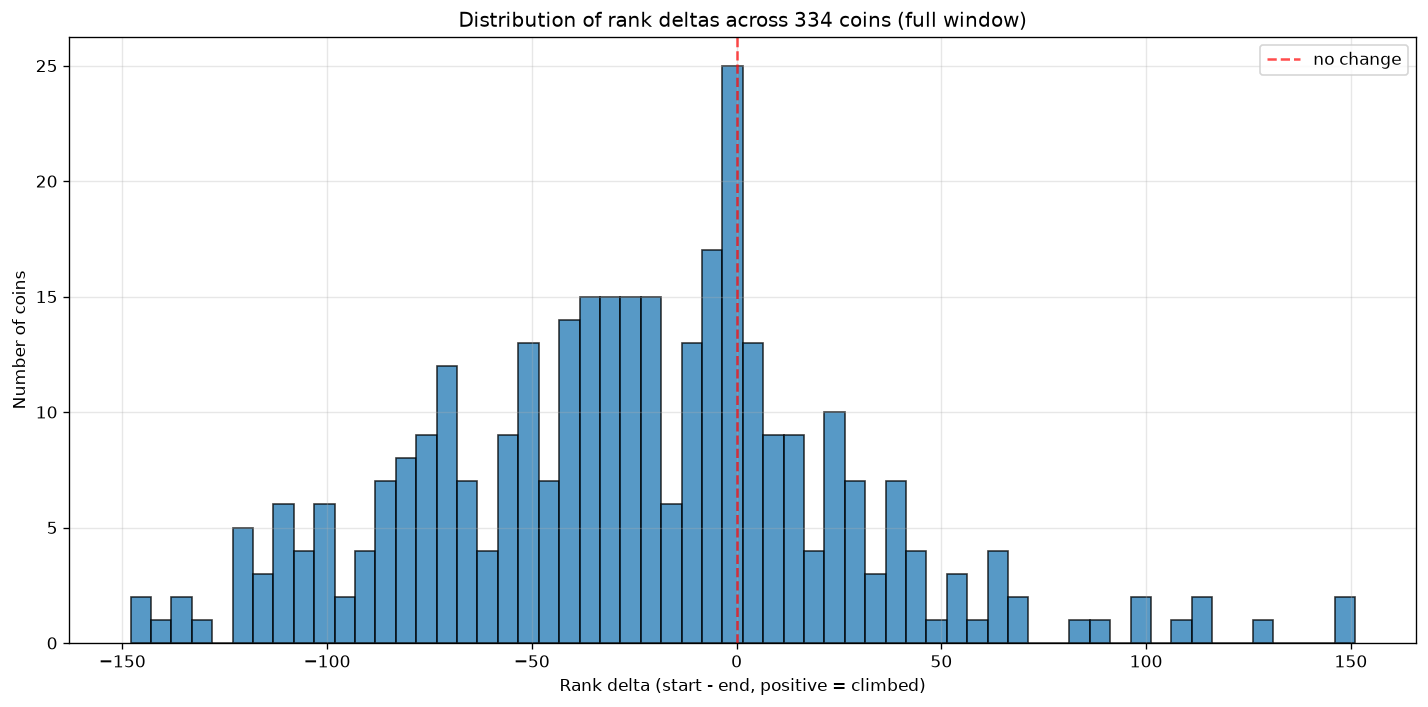 Distribution of rank deltas across 334 coins (full window)
no change
Number of coins
25
20
15
10
5
0
−150 −100 −50 0 50 100 150
Rank delta (start - end, positive = climbed)